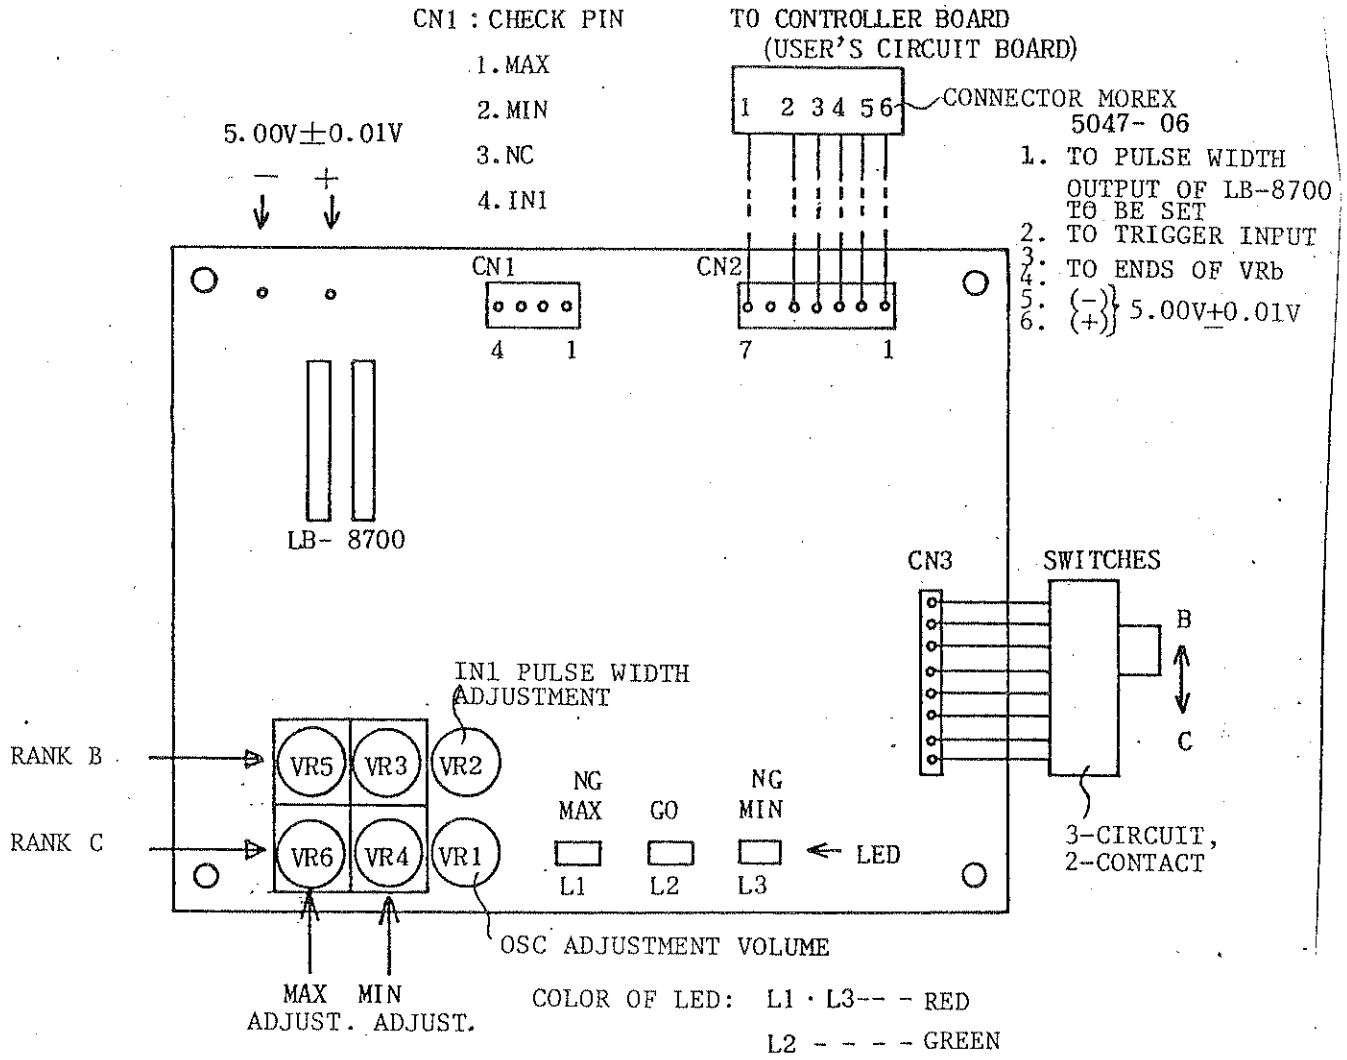 CN1 : CHECK PIN
1. MAX
2. MIN
3. NC
4. IN1
TO CONTROLLER BOARD
(USER'S CIRCUIT BOARD)
1 2 3 4 5 6
CONNECTOR MOREX
5047- 06
1. TO PULSE WIDTH
OUTPUT OF LB-8700
TO BE SET
2. TO TRIGGER INPUT
3.
4. TO ENDS OF VRb
5. (-)
6. (+)} 5.00V±0.01V
5.00V±0.01V
- +
CN1
4 1
CN2
7 1
LB- 8700
CN3
SWITCHES
B
C
3-CIRCUIT,
2-CONTACT
IN1 PULSE WIDTH
ADJUSTMENT
RANK B
VR5 VR3 VR2
RANK C
VR6 VR4 VR1
NG
MAX
GO
NG
MIN
LED
L1 L2 L3
OSC ADJUSTMENT VOLUME
MAX MIN
ADJUST. ADJUST.
COLOR OF LED: L1 · L3-- - RED
L2 - - - - GREEN